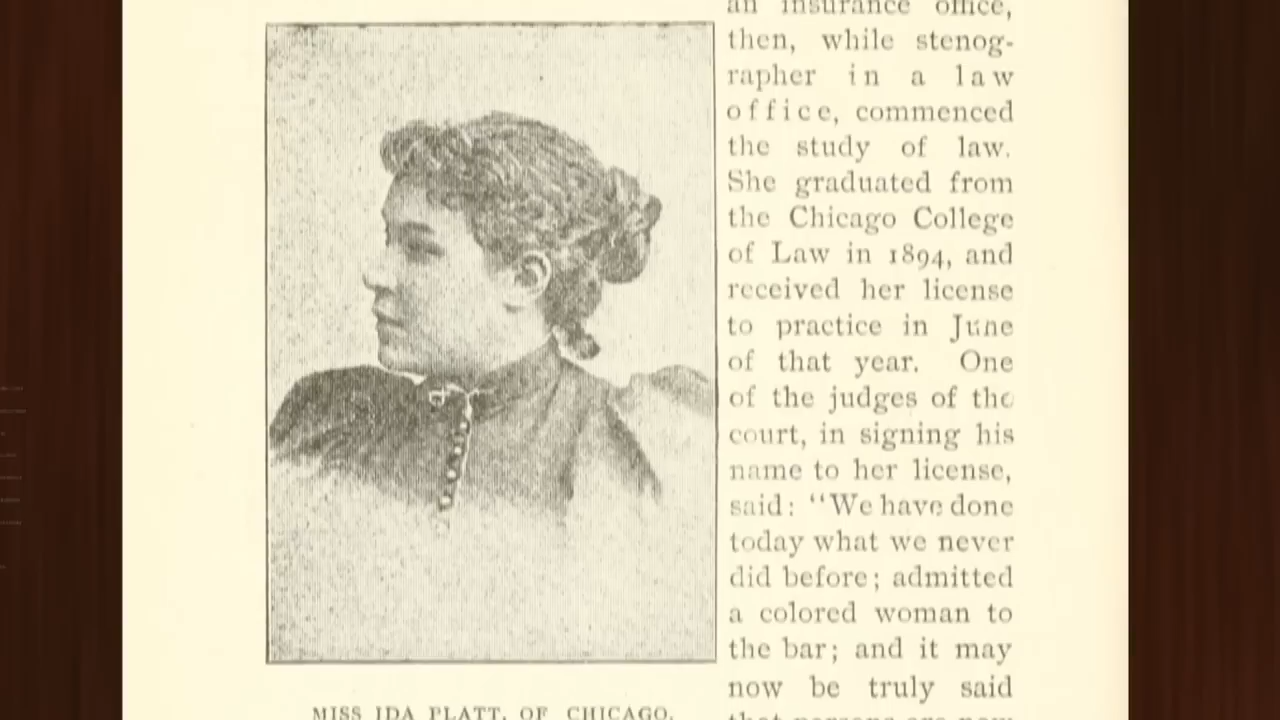 an insurance office,
then, while stenog-
rapher in a law
office, commenced
the study of law.
She graduated from
the Chicago College
of Law in 1894, and
received her license
to practice in June
of that year. One
of the judges of the
court, in signing his
name to her license,
said: “We have done
today what we never
did before; admitted
a colored woman to
the bar; and it may
now be truly said
that persons are now
MISS IDA PLATT, OF CHICAGO.